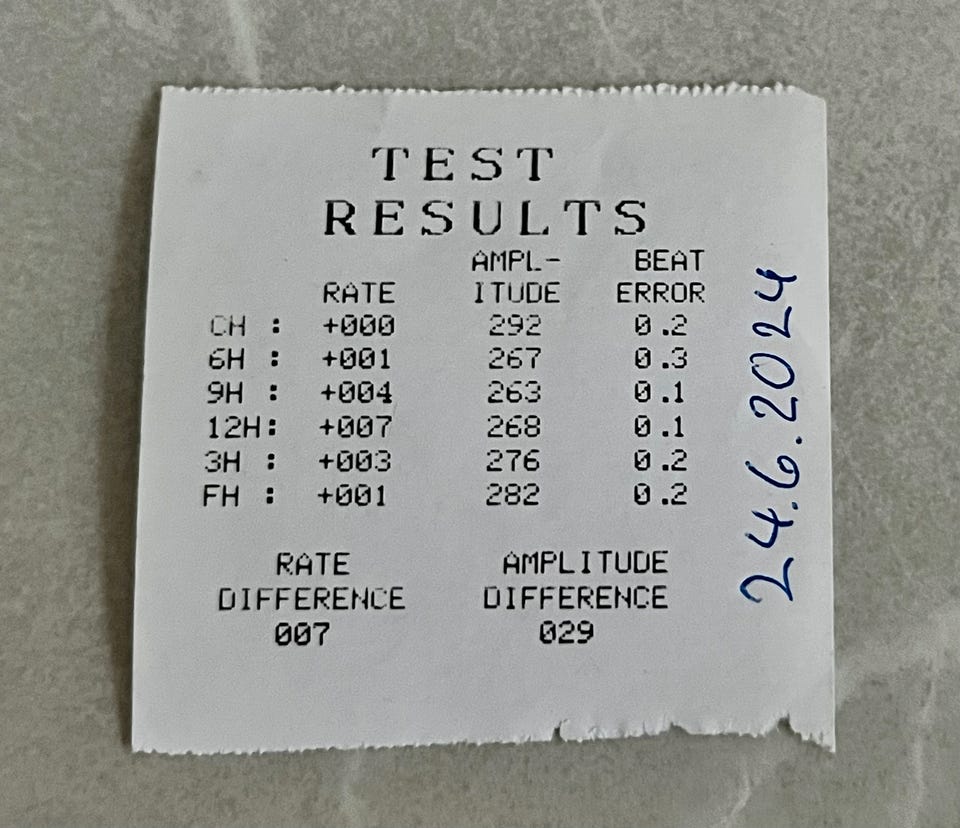 TEST
RESULTS
AMPL- BEAT
RATE ITUDE ERROR
CH : +000 292 0.2
6H : +001 267 0.3
9H : +004 263 0.1
12H: +007 268 0.1
3H : +003 276 0.2
FH : +001 282 0.2
RATE AMPLITUDE
DIFFERENCE DIFFERENCE
007 029
24.6.2024